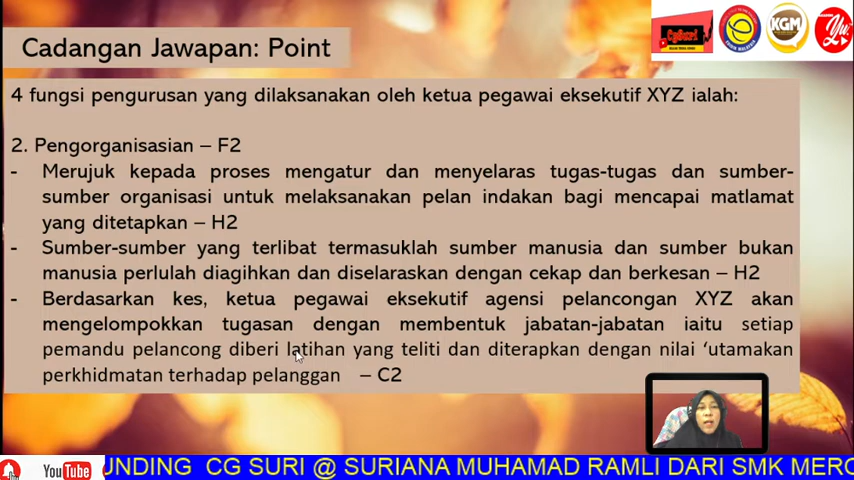 Cadangan Jawapan: Point
CgSuri
KGM
Yu
4 fungsi pengurusan yang dilaksanakan oleh ketua pegawai eksekutif XYZ ialah:
2. Pengorganisasian – F2
- Merujuk kepada proses mengatur dan menyelaras tugas-tugas dan sumber-
sumber organisasi untuk melaksanakan pelan indakan bagi mencapai matlamat
yang ditetapkan – H2
- Sumber-sumber yang terlibat termasuklah sumber manusia dan sumber bukan
manusia perlulah diagihkan dan diselaraskan dengan cekap dan berkesan – H2
- Berdasarkan kes, ketua pegawai eksekutif agensi pelancongan XYZ akan
mengelompokkan tugasan dengan membentuk jabatan-jabatan iaitu setiap
pemandu pelancong diberi latihan yang teliti dan diterapkan dengan nilai ‘utamakan
perkhidmatan terhadap pelanggan – C2
YouTube
UNDING CG SURI @ SURIANA MUHAMAD RAMLI DARI SMK MERC